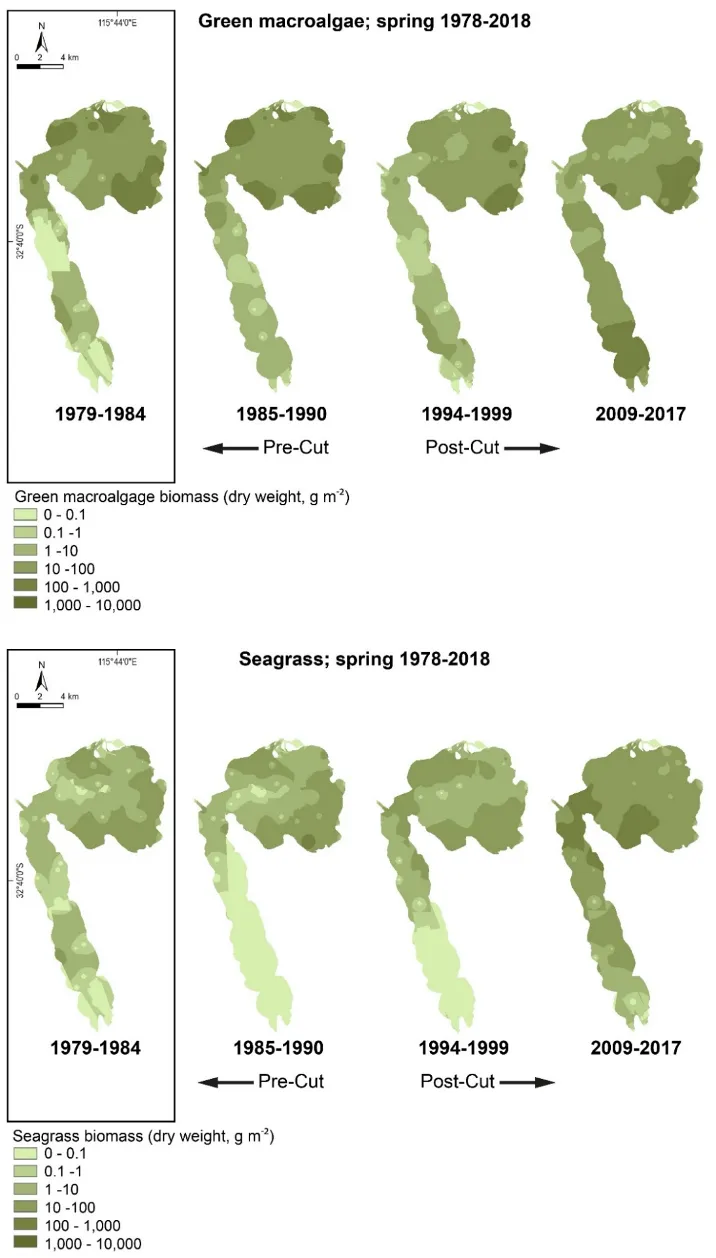 Green macroalgae; spring 1978-2018
115°44'0"E
N
0 2 4 km
32°40'0"S
1979-1984 1985-1990 1994-1999 2009-2017
Pre-Cut Post-Cut
Green macroalgage biomass (dry weight, g m⁻²)
0 - 0.1
0.1 -1
1 -10
10 -100
100 - 1,000
1,000 - 10,000
Seagrass; spring 1978-2018
115°44'0"E
N
0 2 4 km
32°40'0"S
1979-1984 1985-1990 1994-1999 2009-2017
Pre-Cut Post-Cut
Seagrass biomass (dry weight, g m⁻²)
0 - 0.1
0.1 -1
1 -10
10 -100
100 - 1,000
1,000 - 10,000